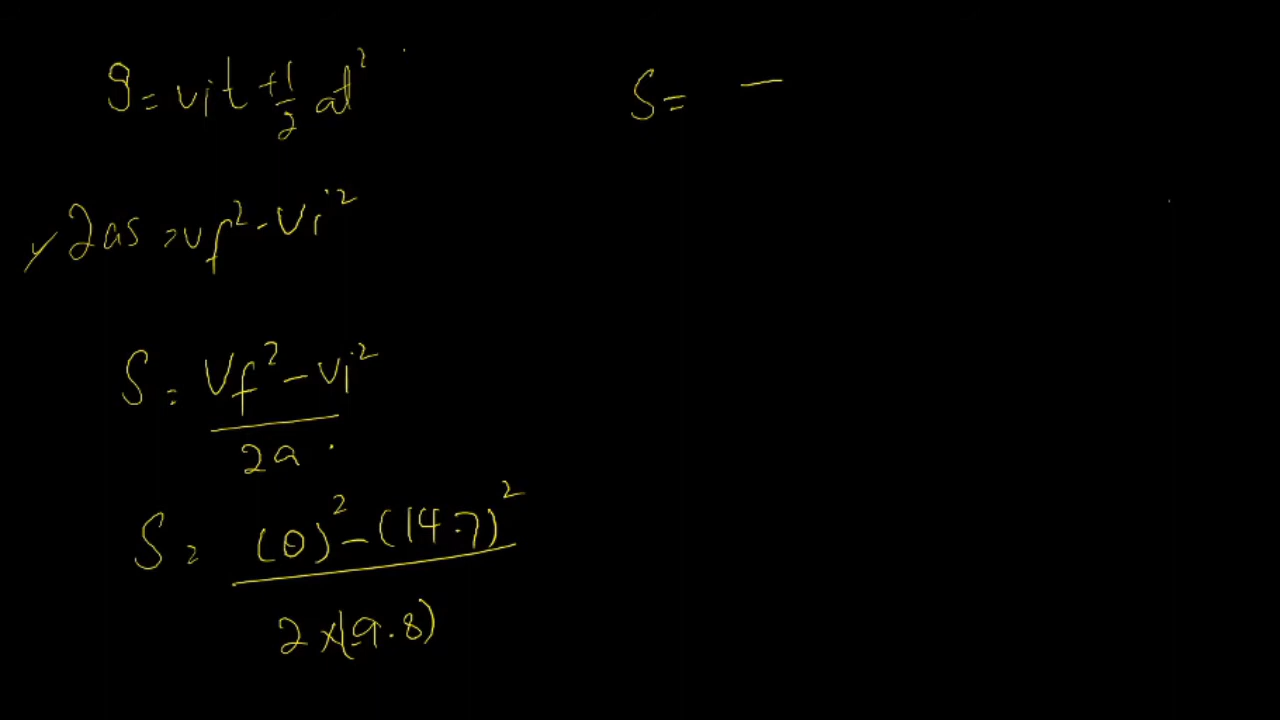 S = vit + 1/2 at²
✓ 2as = vf² - vi²
S = Vf² - vi² / 2a
S = (0)² - (14.7)² / 2 × (-9.8)
S = —